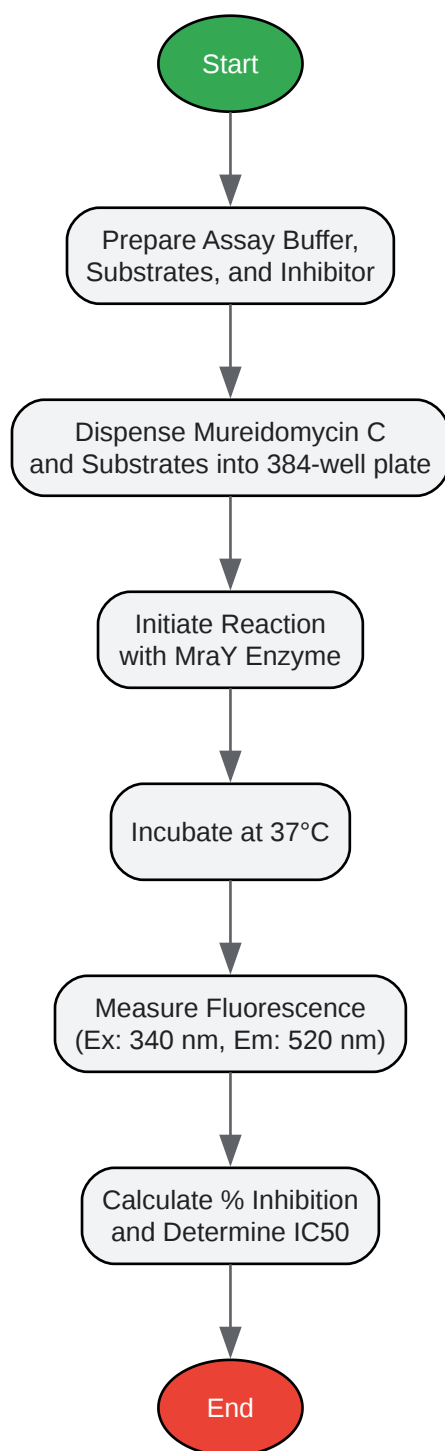 Start
Prepare Assay Buffer,
Substrates, and Inhibitor
Dispense Mureidomycin C
and Substrates into 384-well plate
Initiate Reaction
with MraY Enzyme
Incubate at 37°C
Measure Fluorescence
(Ex: 340 nm, Em: 520 nm)
Calculate % Inhibition
and Determine IC50
End